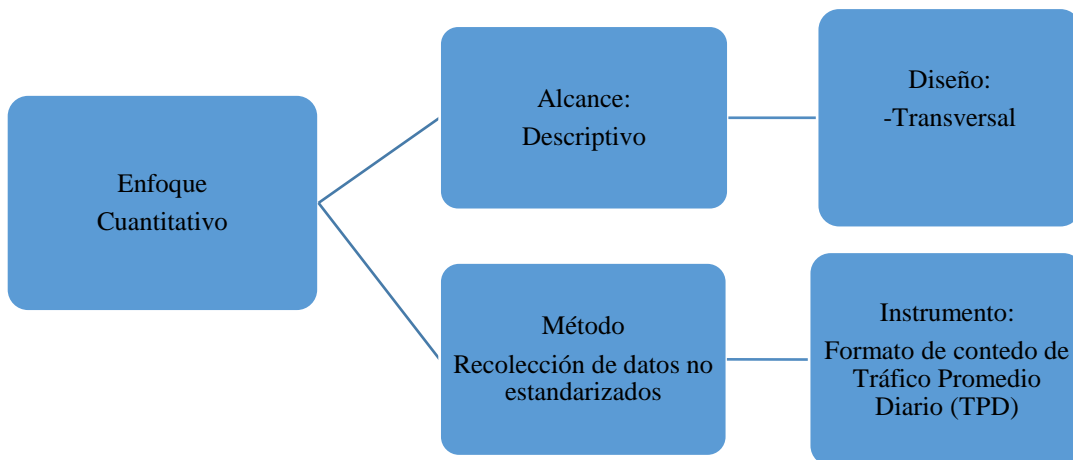 Enfoque
Cuantitativo
Alcance:
Descriptivo
Diseño:
-Transversal
Método
Recolección de datos no
estandarizados
Instrumento:
Formato de contedo de
Tráfico Promedio
Diario (TPD)